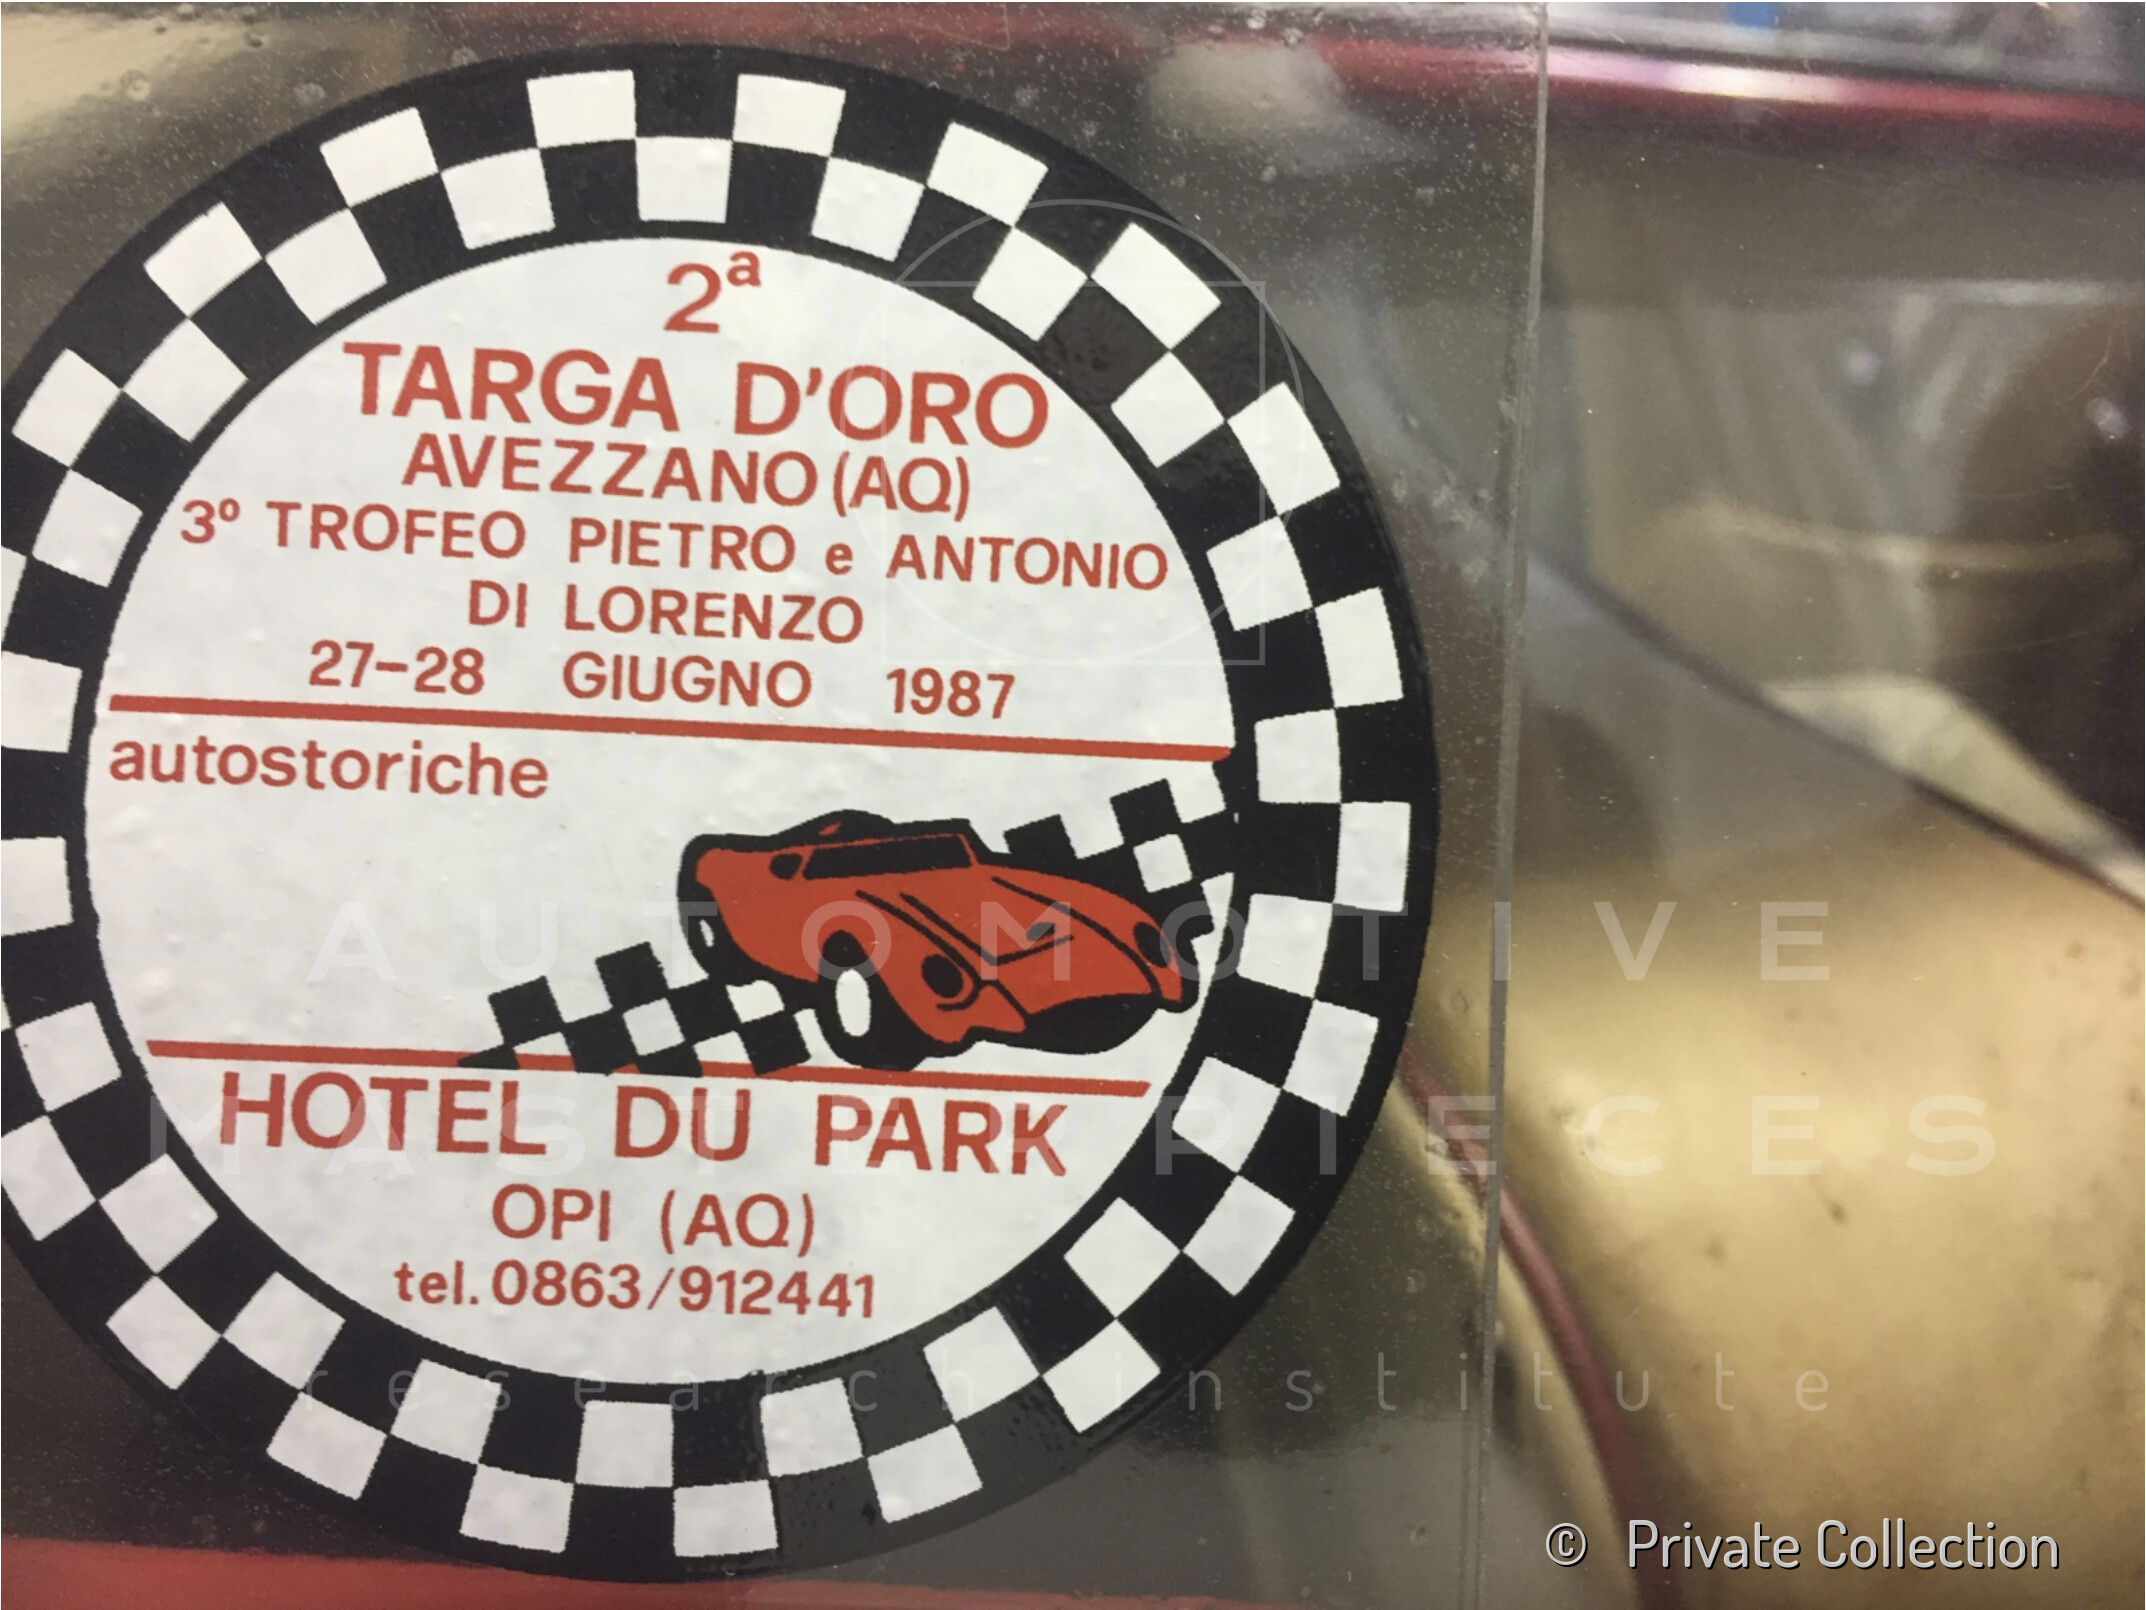 2ª
TARGA D'ORO
AVEZZANO (AQ)
3º TROFEO PIETRO e ANTONIO
DI LORENZO
27-28 GIUGNO 1987
autostoriche
HOTEL DU PARK
OPI (AQ)
tel. 0863/912441
AUTOMOTIVE
MASTERPIECES
research institute
© Private Collection